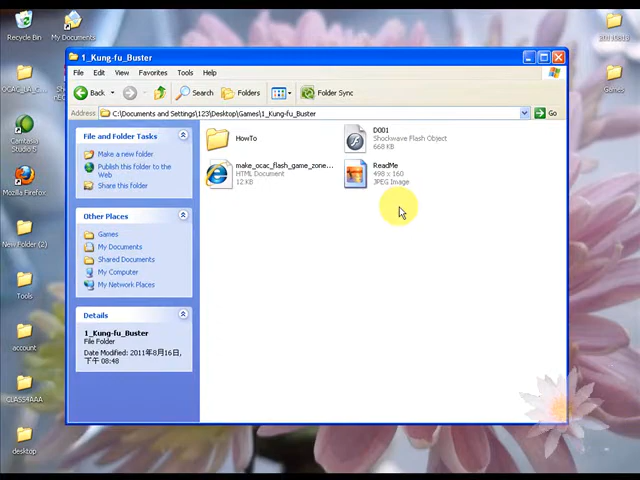 Recycle Bin
My Documents
OCAC_LA_C...
Camtasia
Studio 5
Mozilla Firefox
New Folder (2)
Tools
account
CLASS4AAA
desktop
Games
1_Kung-fu_Buster
File Edit View Favorites Tools Help
Back Search Folders Folder Sync
Address C:\Documents and Settings\123\Desktop\Games\1_Kung-fu_Buster Go
File and Folder Tasks
Make a new folder
Publish this folder to the
Web
Share this folder
Other Places
Games
My Documents
Shared Documents
My Computer
My Network Places
Details
1_Kung-fu_Buster
File Folder
Date Modified: 2011年8月16日,
下午 08:48
HowTo
D001
Shockwave Flash Object
668 KB
make_ocac_flash_game_zone...
HTML Document
12 KB
ReadMe
498 x 160
JPEG Image